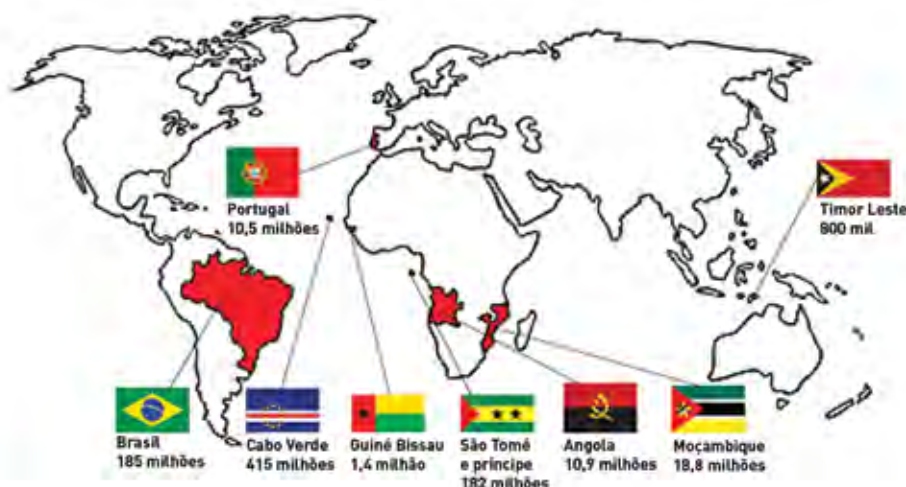 Portugal
10,5 milhões
Timor Leste
800 mil
Brasil
185 milhões
Cabo Verde
415 milhões
Guiné Bissau
1,4 milhão
São Tomé
e príncipe
182 milhões
Angola
10,9 milhões
Moçambique
18,8 milhões